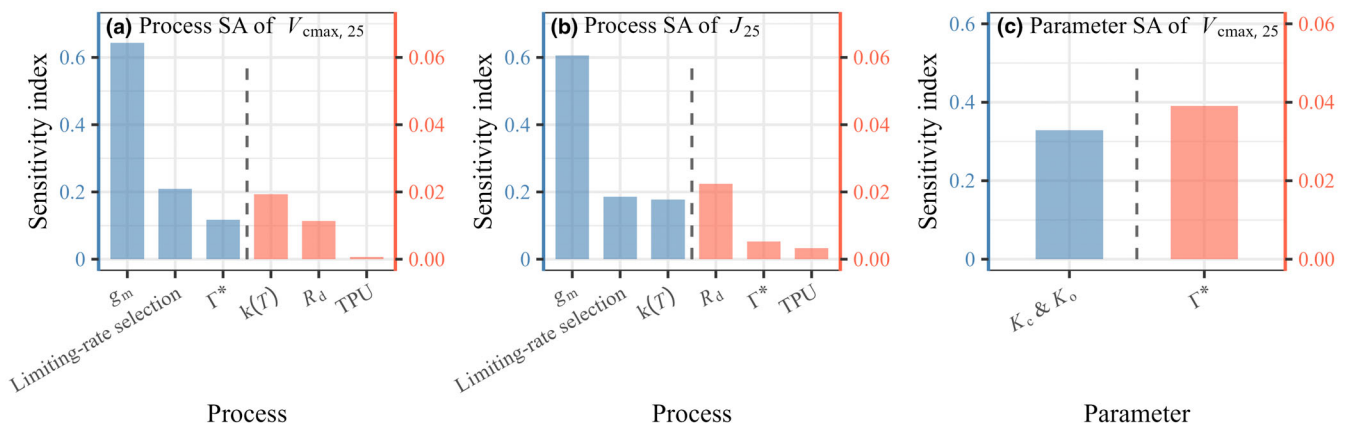 (a) Process SA of Vcmax, 25
0.6
0.4
0.2
0
0.06
0.04
0.02
0.00
Sensitivity index
gm
Limiting-rate selection
Γ*
k(T)
Rd
TPU
Process
(b) Process SA of J25
0.6
0.4
0.2
0
0.06
0.04
0.02
0.00
Sensitivity index
gm
Limiting-rate selection
k(T)
Rd
Γ*
TPU
Process
(c) Parameter SA of Vcmax, 25
0.6
0.4
0.2
0
0.06
0.04
0.02
0.00
Sensitivity index
Kc & Ko
Γ*
Parameter